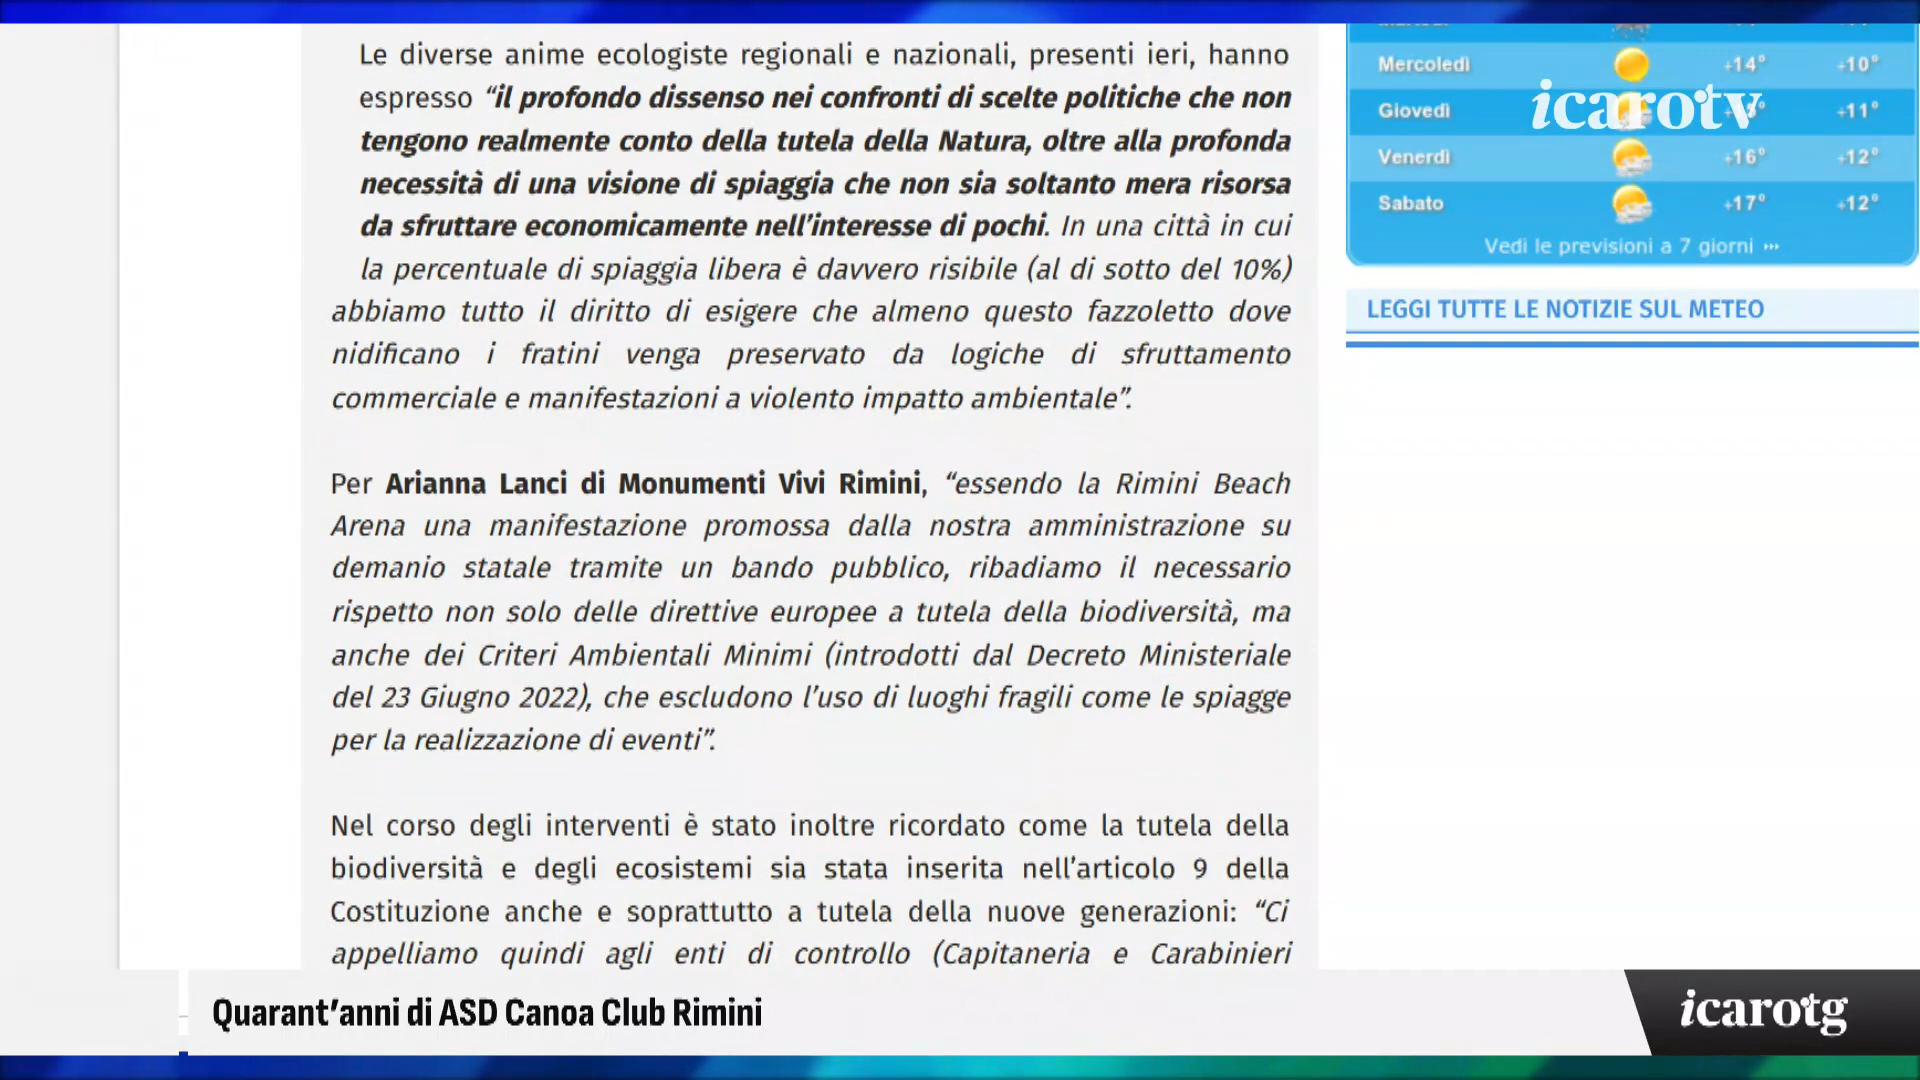 Le diverse anime ecologiste regionali e nazionali, presenti ieri, hanno
espresso “il profondo dissenso nei confronti di scelte politiche che non
tengono realmente conto della tutela della Natura, oltre alla profonda
necessità di una visione di spiaggia che non sia soltanto mera risorsa
da sfruttare economicamente nell’interesse di pochi. In una città in cui
la percentuale di spiaggia libera è davvero risibile (al di sotto del 10%)
abbiamo tutto il diritto di esigere che almeno questo fazzoletto dove
nidificano i fratini venga preservato da logiche di sfruttamento
commerciale e manifestazioni a violento impatto ambientale”.
Per Arianna Lanci di Monumenti Vivi Rimini, “essendo la Rimini Beach
Arena una manifestazione promossa dalla nostra amministrazione su
demanio statale tramite un bando pubblico, ribadiamo il necessario
rispetto non solo delle direttive europee a tutela della biodiversità, ma
anche dei Criteri Ambientali Minimi (introdotti dal Decreto Ministeriale
del 23 Giugno 2022), che escludono l’uso di luoghi fragili come le spiagge
per la realizzazione di eventi”.
Nel corso degli interventi è stato inoltre ricordato come la tutela della
biodiversità e degli ecosistemi sia stata inserita nell’articolo 9 della
Costituzione anche e soprattutto a tutela della nuove generazioni: “Ci
appelliamo quindi agli enti di controllo (Capitaneria e Carabinieri
Mercoledì +14° +10°
icarotv
Giovedì +11°
Venerdì +16° +12°
Sabato +17° +12°
Vedi le previsioni a 7 giorni ···
LEGGI TUTTE LE NOTIZIE SUL METEO
Quarant’anni di ASD Canoa Club Rimini
icarotg